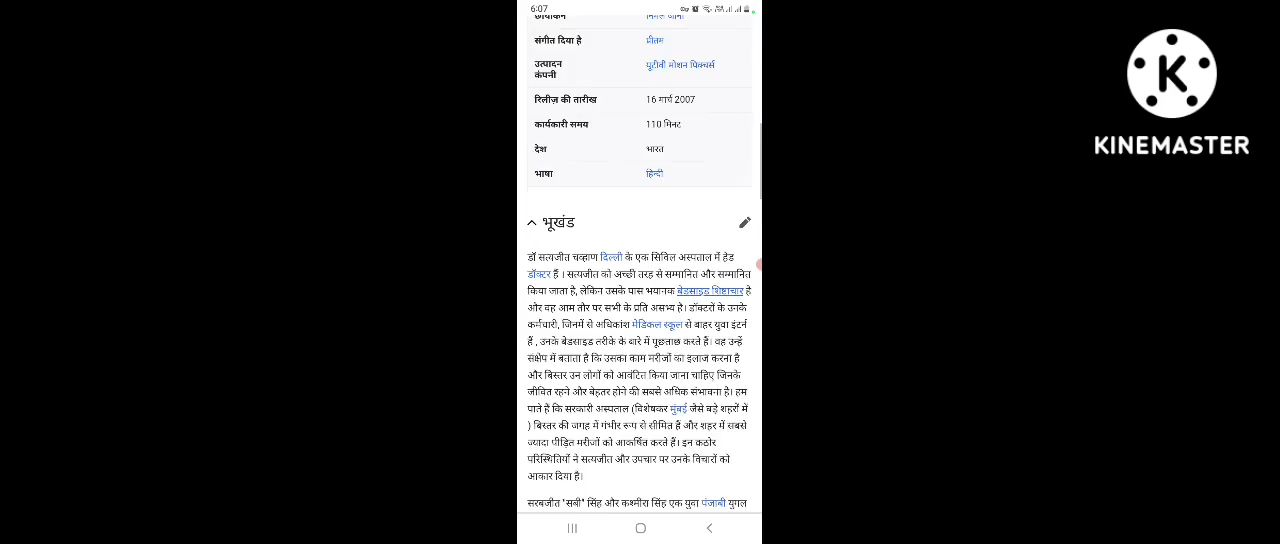 6:07
छायांकन निर्मल जानी
संगीत दिया है प्रीतम
उत्पादन यूटीवी मोशन पिक्चर्स
कंपनी
रिलीज़ की तारीख 16 मार्च 2007
कार्यकारी समय 110 मिनट
देश भारत
भाषा हिन्दी
भूखंड
डॉ सत्यजीत चव्हाण दिल्ली के एक सिविल अस्पताल में हेड
डॉक्टर हैं । सत्यजीत को अच्छी तरह से सम्मानित और सम्मानित
किया जाता है, लेकिन उसके पास भयानक बेडसाइड शिष्टाचार है
और वह आम तौर पर सभी के प्रति असभ्य है। डॉक्टरों के उनके
कर्मचारी, जिनमें से अधिकांश मेडिकल स्कूल से बाहर युवा इंटर्न
हैं , उनके बेडसाइड तरीके के बारे में पूछताछ करते हैं। वह उन्हें
संक्षेप में बताता है कि उसका काम मरीजों का इलाज करना है
और बिस्तर उन लोगों को आवंटित किया जाना चाहिए जिनके
जीवित रहने और बेहतर होने की सबसे अधिक संभावना है। हम
पाते हैं कि सरकारी अस्पताल (विशेषकर मुंबई जैसे बड़े शहरों में
) बिस्तर की जगह में गंभीर रूप से सीमित हैं और शहर में सबसे
ज्यादा पीड़ित मरीजों को आकर्षित करते हैं। इन कठोर
परिस्थितियों ने सत्यजीत और उपचार पर उनके विचारों को
आकार दिया है।
सरबजीत "सबी" सिंह और कश्मीरा सिंह एक युवा पंजाबी युगल
K
KINEMASTER